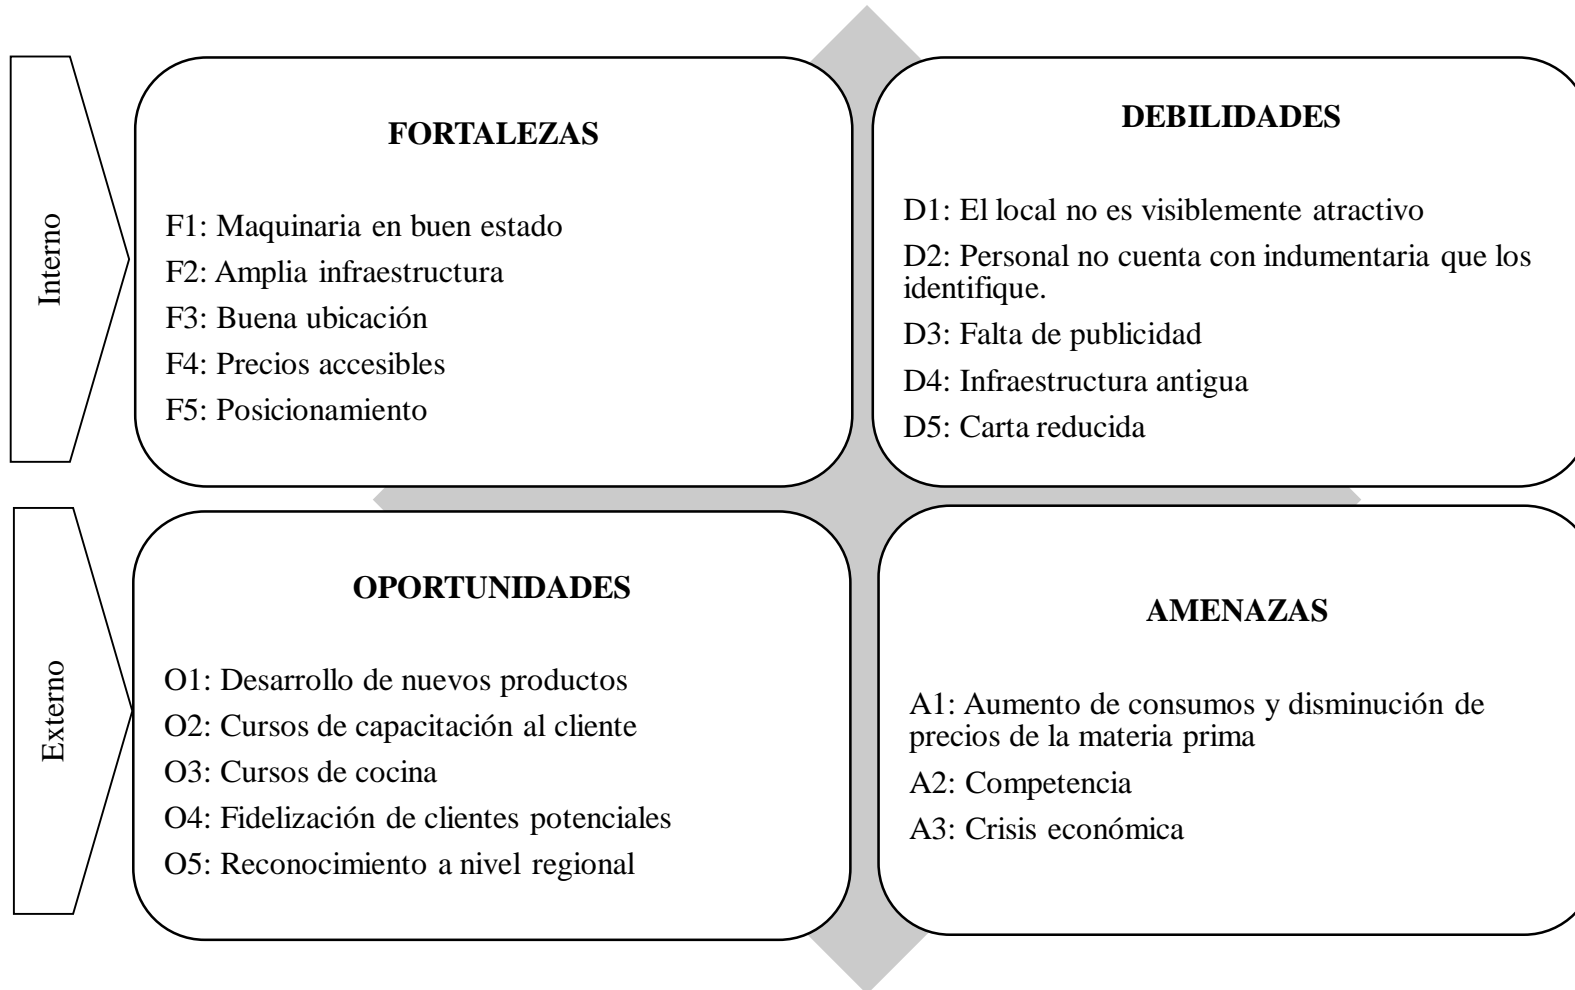 Interno
FORTALEZAS
F1: Maquinaria en buen estado
F2: Amplia infraestructura
F3: Buena ubicación
F4: Precios accesibles
F5: Posicionamiento
DEBILIDADES
D1: El local no es visiblemente atractivo
D2: Personal no cuenta con indumentaria que los
identifique.
D3: Falta de publicidad
D4: Infraestructura antigua
D5: Carta reducida
Externo
OPORTUNIDADES
O1: Desarrollo de nuevos productos
O2: Cursos de capacitación al cliente
O3: Cursos de cocina
O4: Fidelización de clientes potenciales
O5: Reconocimiento a nivel regional
AMENAZAS
A1: Aumento de consumos y disminución de
precios de la materia prima
A2: Competencia
A3: Crisis económica